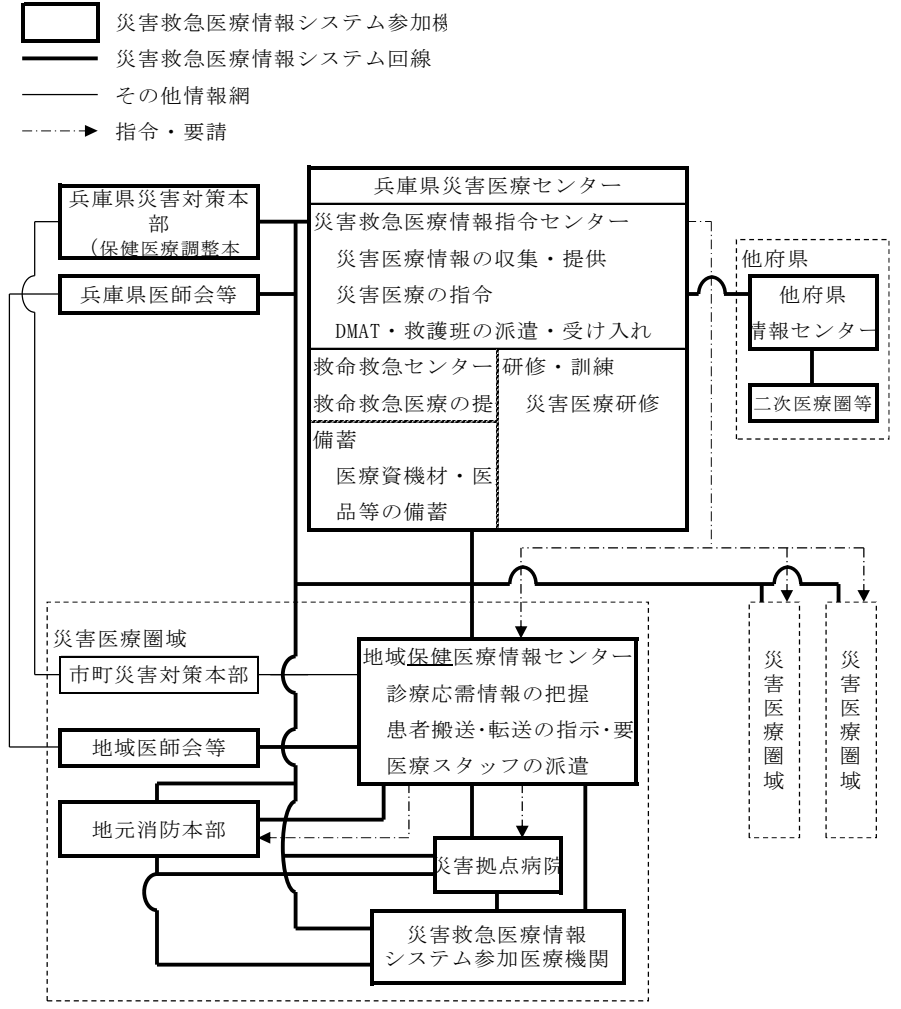 災害救急医療情報システム参加機
災害救急医療情報システム回線
その他情報網
指令・要請
兵庫県災害対策本
部
（保健医療調整本
兵庫県医師会等
兵庫県災害医療センター
災害救急医療情報指令センター
災害医療情報の収集・提供
災害医療の指令
DMAT・救護班の派遣・受け入れ
救命救急センター
救命救急医療の提
備蓄
医療資機材・医
品等の備蓄
研修・訓練
災害医療研修
他府県
他府県
情報センター
二次医療圏等
災害医療圏域
市町災害対策本部
地域医師会等
地元消防本部
地域保健医療情報センター
診療応需情報の把握
患者搬送・転送の指示・要
医療スタッフの派遣
災害拠点病院
災害救急医療情報
システム参加医療機関
災害医療圏域
災害医療圏域